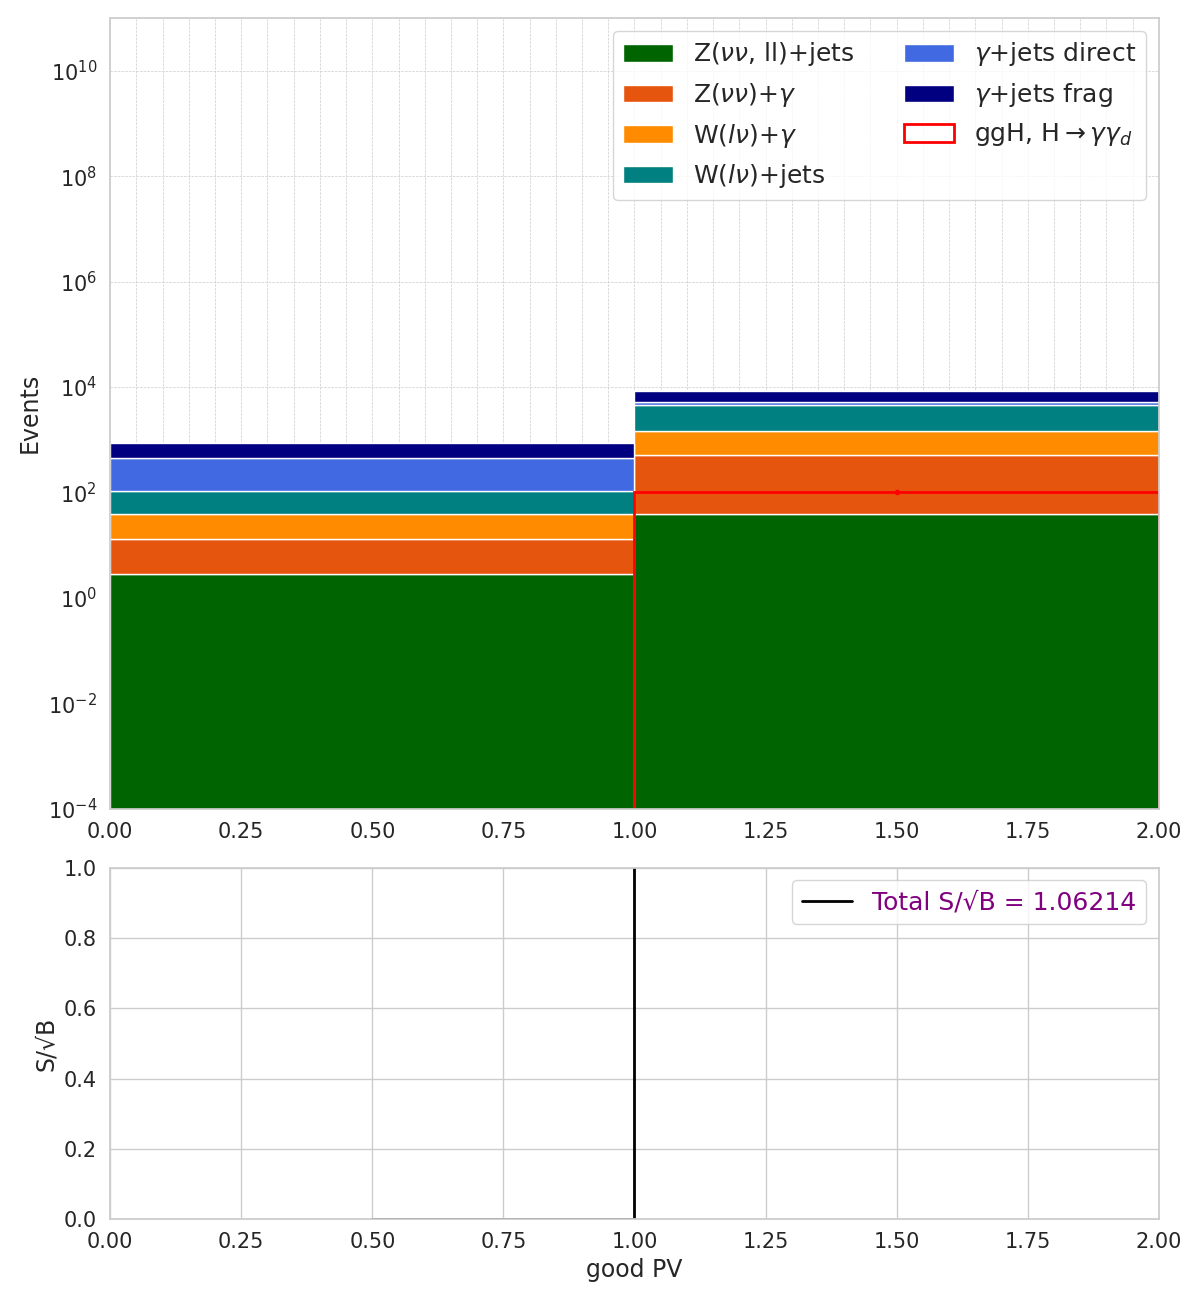 Z(νν, ll)+jets
Z(νν)+γ
W(lν)+γ
W(lν)+jets
γ+jets direct
γ+jets frag
ggH, H→γγ_d
Events
10^10
10^8
10^6
10^4
10^2
10^0
10^−2
10^−4
0.00 0.25 0.50 0.75 1.00 1.25 1.50 1.75 2.00
Total S/√B = 1.06214
S/√B
1.0
0.8
0.6
0.4
0.2
0.0
0.00 0.25 0.50 0.75 1.00 1.25 1.50 1.75 2.00
good PV